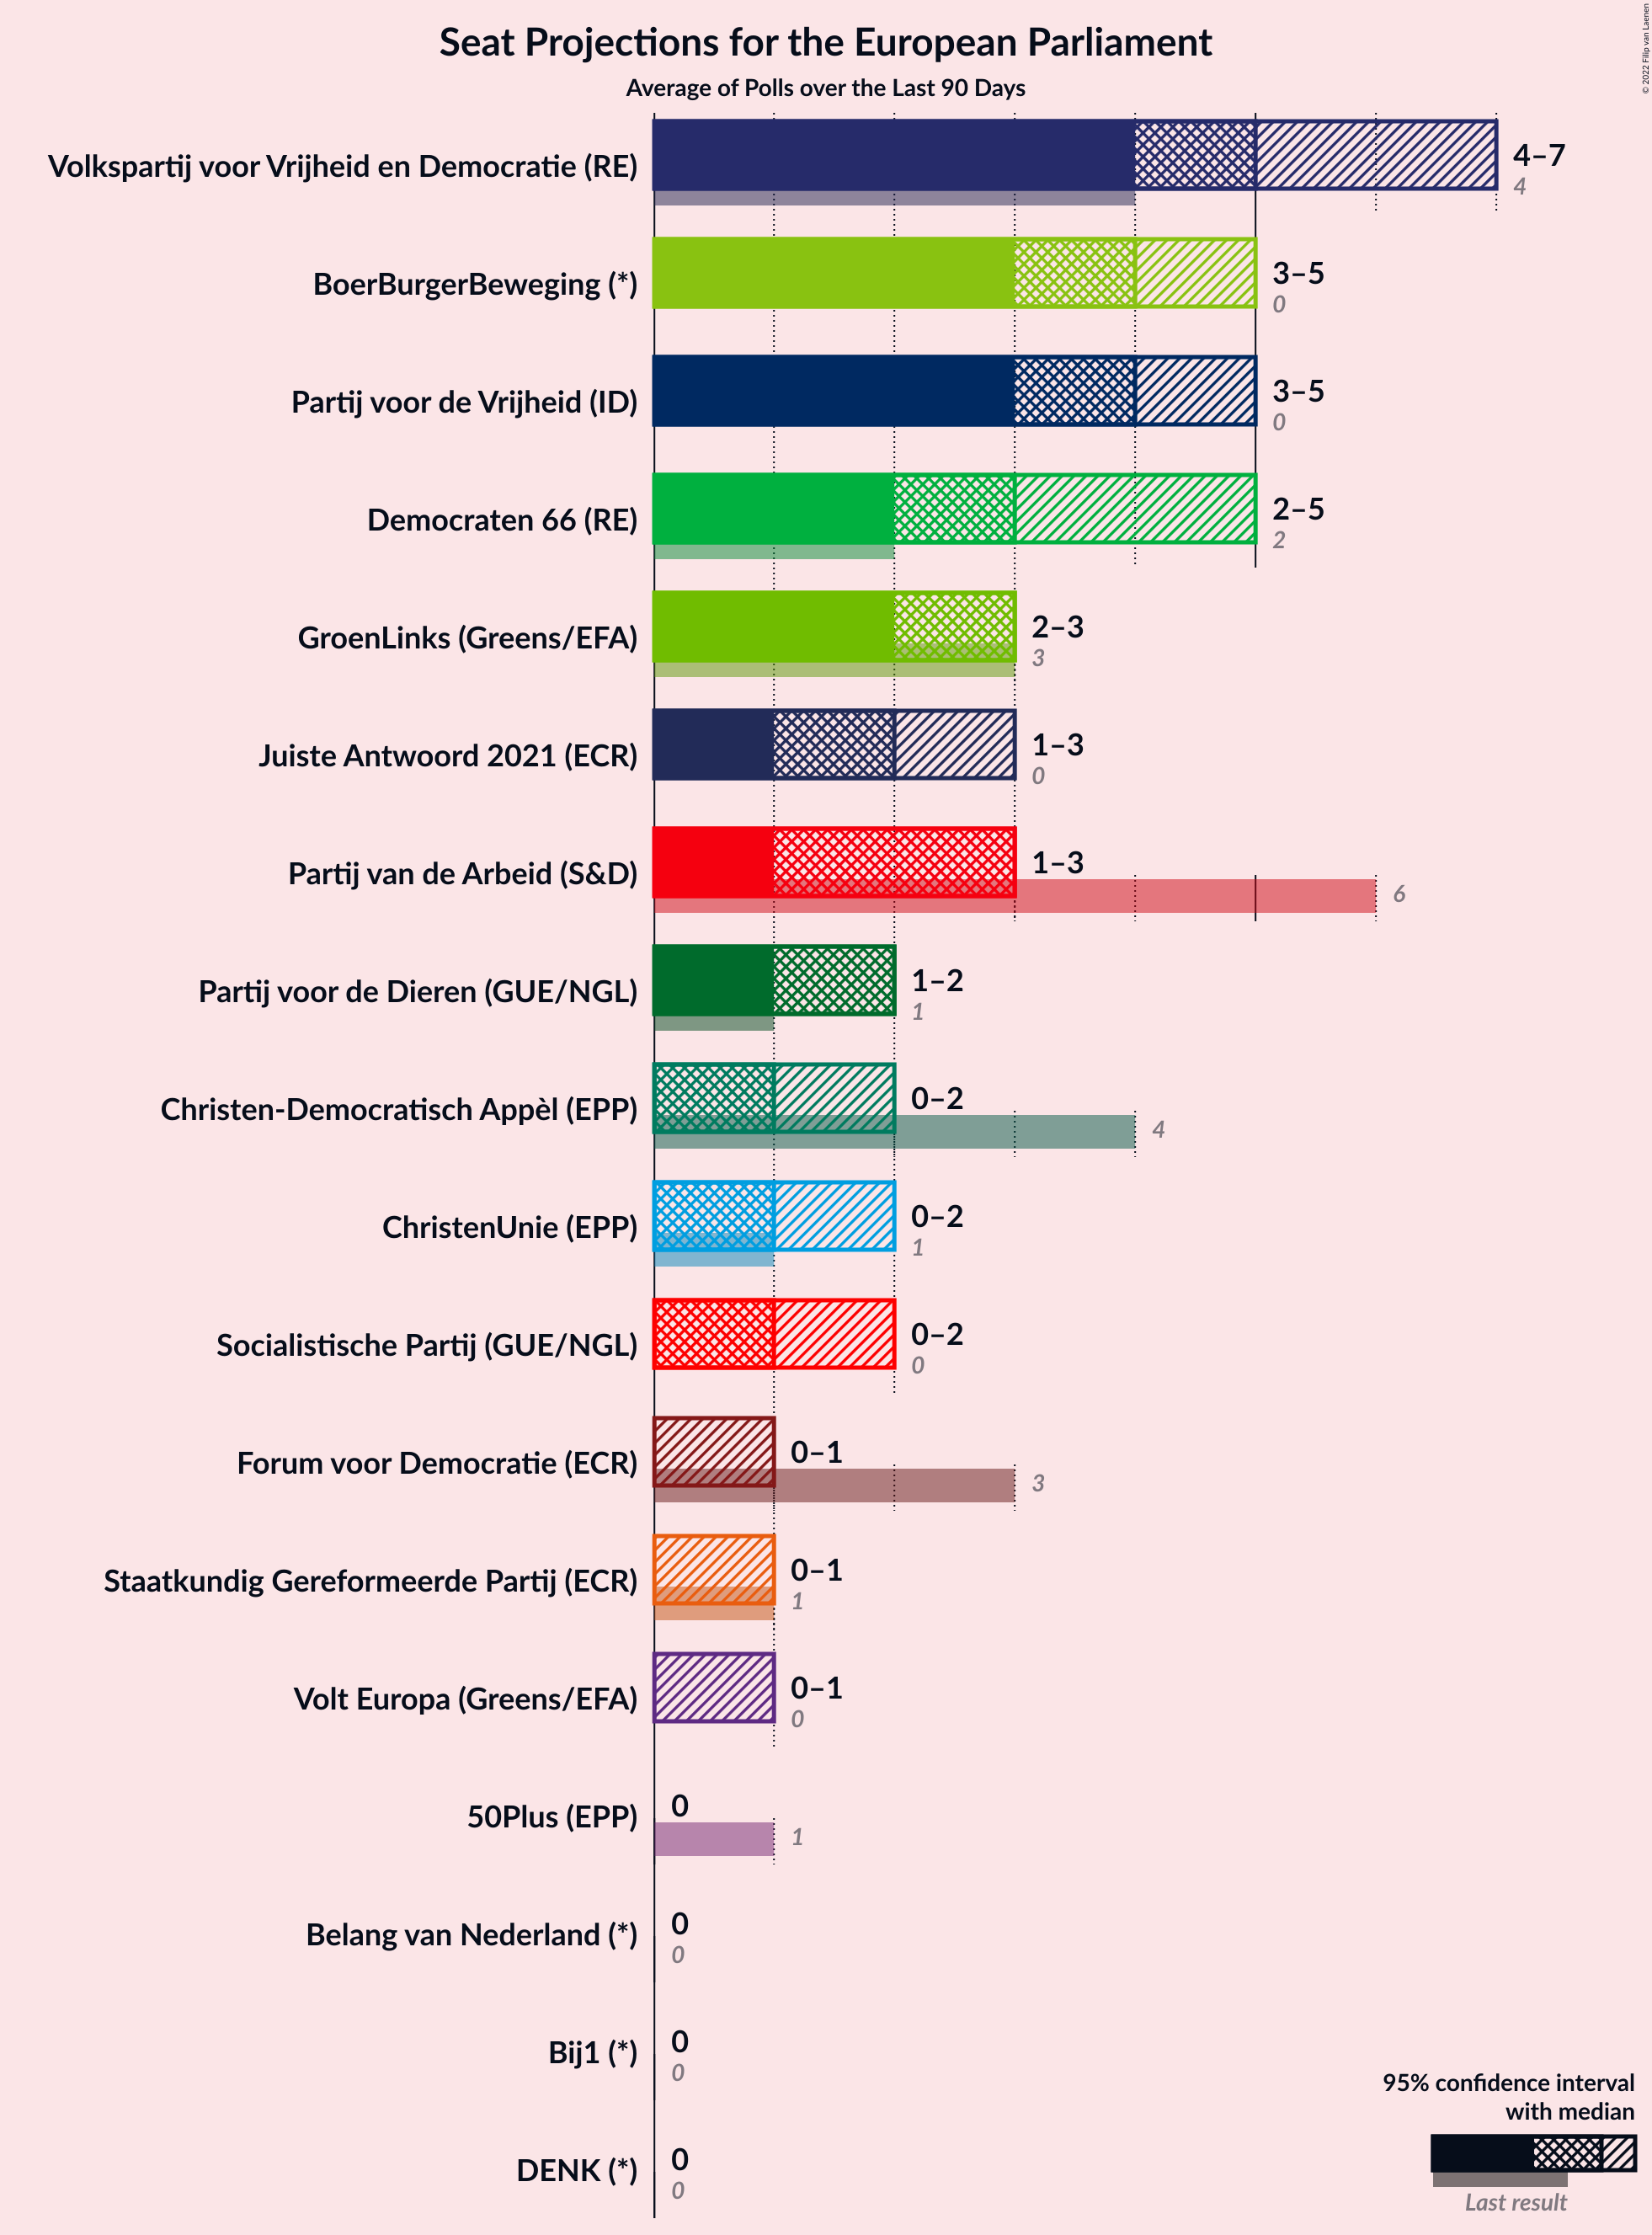 © 2022 Filip van Laenen
Seat Projections for the European Parliament
Average of Polls over the Last 90 Days
Volkspartij voor Vrijheid en Democratie (RE)
4–7
4
BoerBurgerBeweging (*)
3–5
0
Partij voor de Vrijheid (ID)
3–5
0
Democraten 66 (RE)
2–5
2
GroenLinks (Greens/EFA)
2–3
3
Juiste Antwoord 2021 (ECR)
1–3
0
Partij van de Arbeid (S&D)
1–3
6
Partij voor de Dieren (GUE/NGL)
1–2
1
Christen-Democratisch Appèl (EPP)
0–2
4
ChristenUnie (EPP)
0–2
1
Socialistische Partij (GUE/NGL)
0–2
0
Forum voor Democratie (ECR)
0–1
3
Staatkundig Gereformeerde Partij (ECR)
0–1
1
Volt Europa (Greens/EFA)
0–1
0
50Plus (EPP)
0
1
Belang van Nederland (*)
0
0
Bij1 (*)
0
0
DENK (*)
0
0
95% confidence interval
with median
Last result